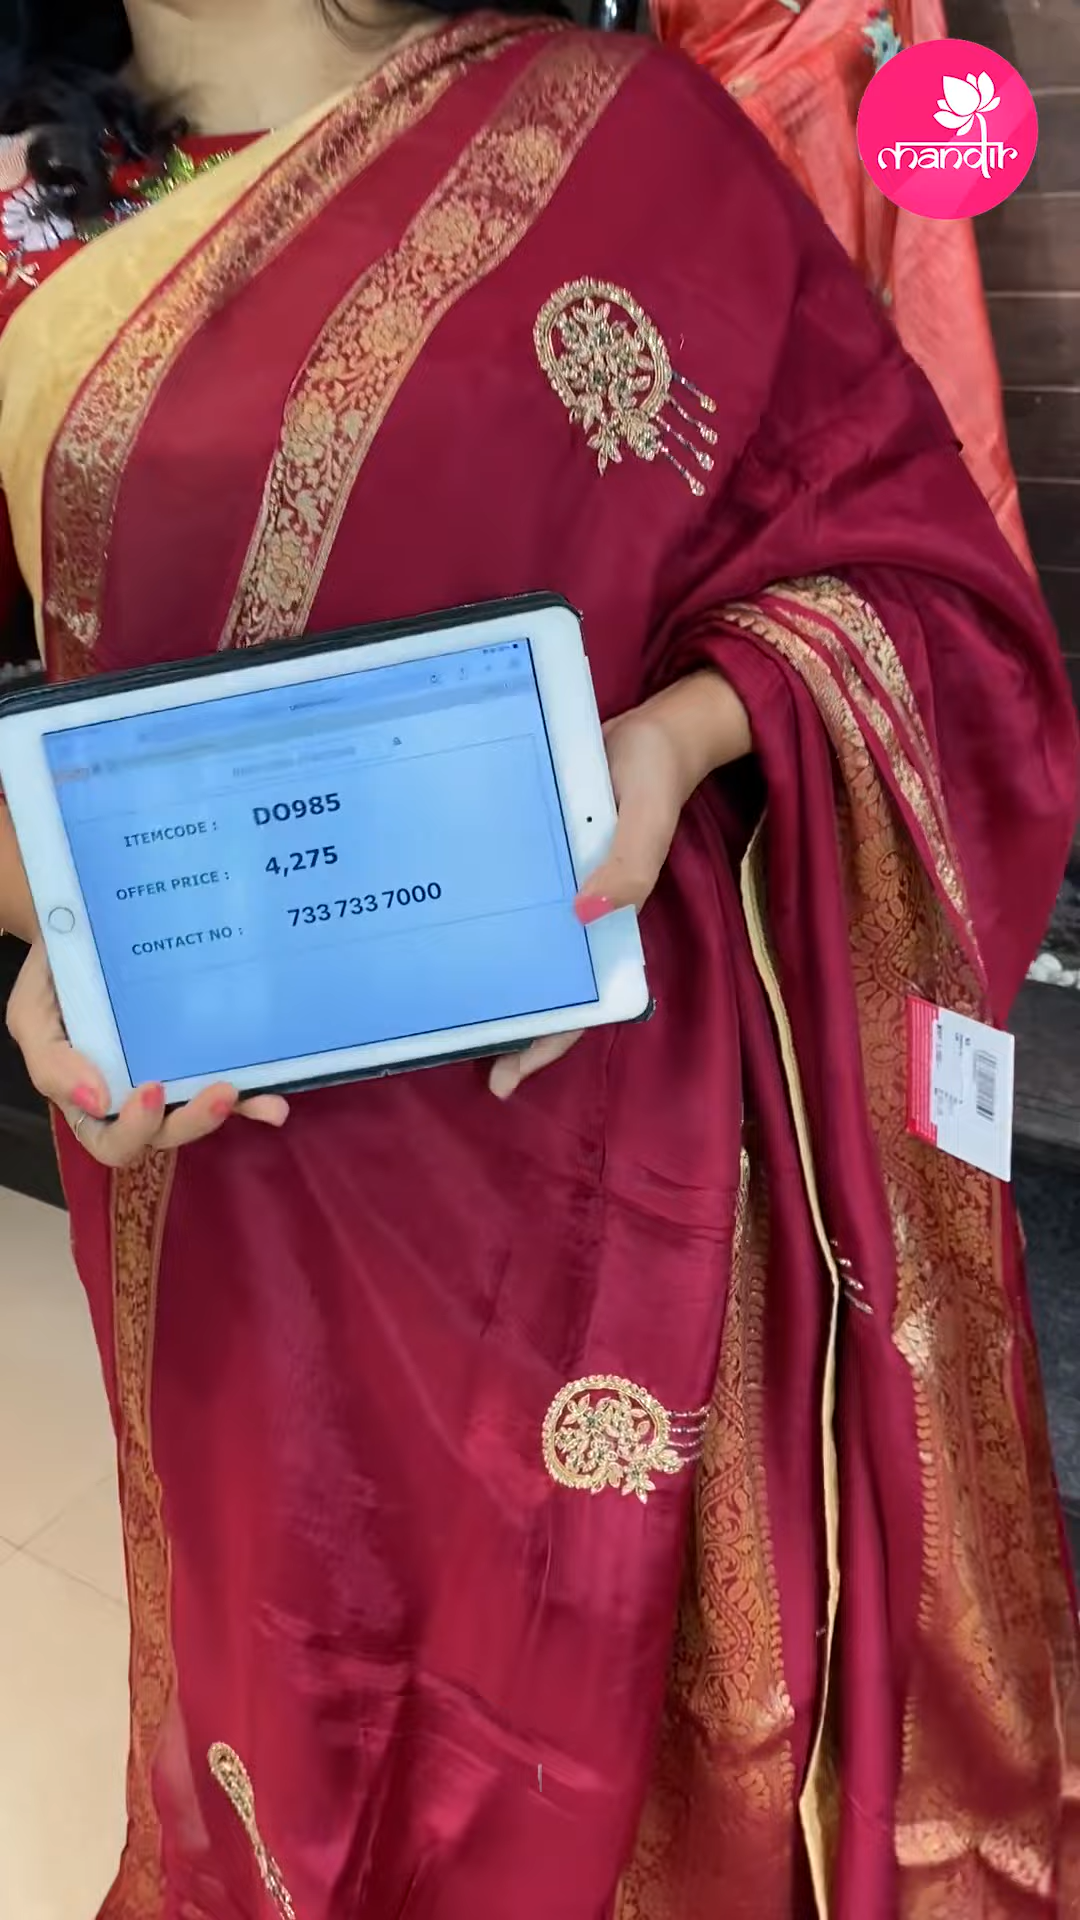 mandir
ITEMCODE : DO985
OFFER PRICE : 4,275
CONTACT NO : 733 733 7000